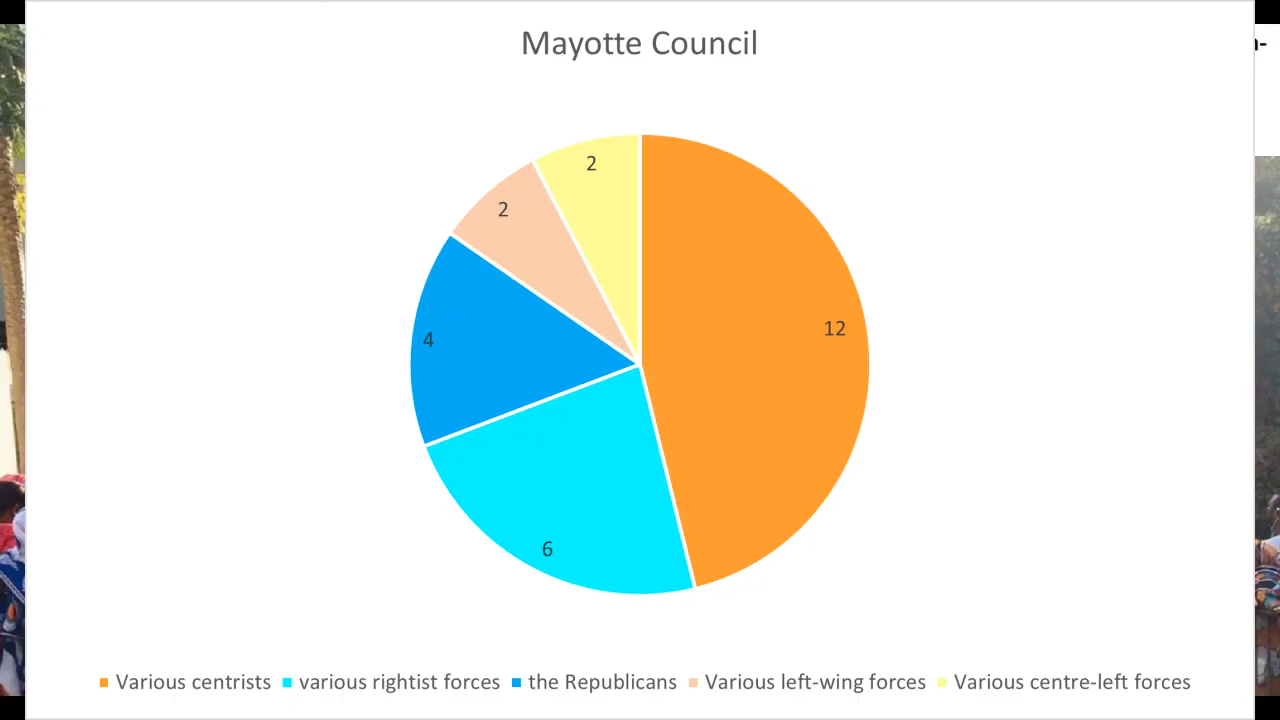 Mayotte Council
2
2
12
4
6
Various centrists various rightist forces the Republicans Various left-wing forces Various centre-left forces